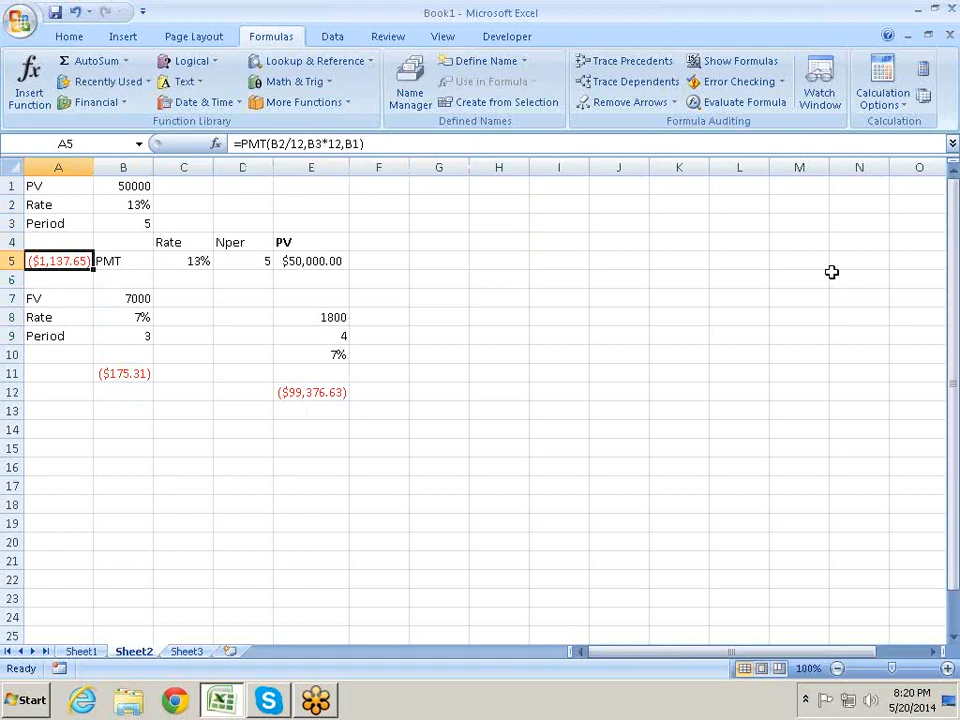 Book1 - Microsoft Excel
Home Insert Page Layout Formulas Data Review View Developer
AutoSum Logical Lookup & Reference Define Name Trace Precedents Show Formulas
Insert Function Recently Used Text Math & Trig Name Manager Use in Formula Trace Dependents Error Checking Watch Window Calculation Options
Financial Date & Time More Functions Create from Selection Remove Arrows Evaluate Formula
Function Library Defined Names Formula Auditing Calculation
A5 fx =PMT(B2/12,B3*12,B1)
A B C D E F G H I J K L M N O
1 PV 50000
2 Rate 13%
3 Period 5
4 Rate Nper PV
5 ($1,137.65) PMT 13% 5 $50,000.00
6
7 FV 7000
8 Rate 7% 1800
9 Period 3 4
10 7%
11 ($175.31)
12 ($99,376.63)
13
14
15
16
17
18
19
20
21
22
23
24
25
Sheet1 Sheet2 Sheet3
Ready 100%
Start 8:20 PM
5/20/2014